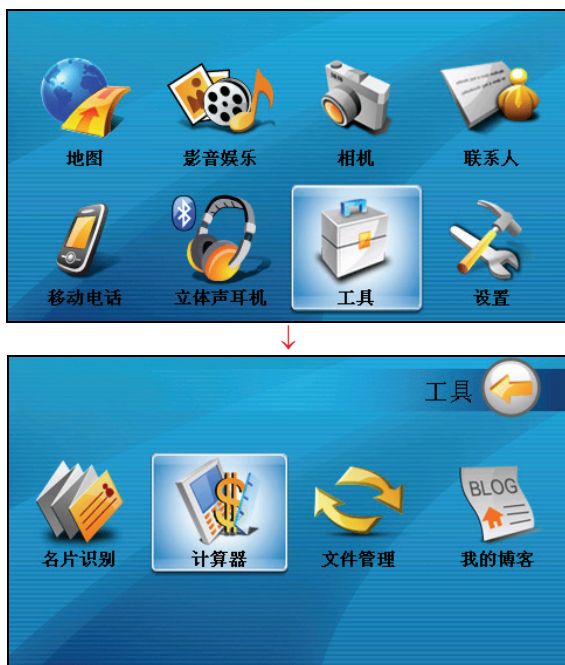 地图 影音娱乐 相机 联系人
移动电话 立体声耳机 工具 设置
↓
工具
BLOG
名片识别 计算器 文件管理 我的博客